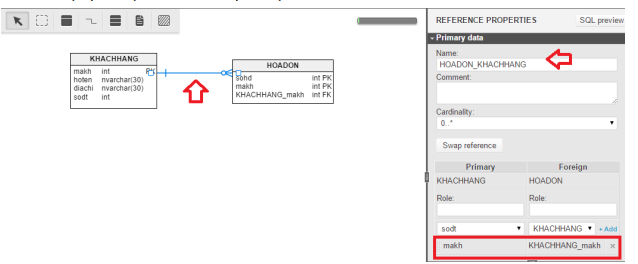 REFERENCE PROPERTIES
SQL preview
Primary data
Name:
HOADON_KHACHHANG
Comment:
Cardinality:
0..*
Swap reference
Primary Foreign
KHACHHANG HOADON
Role: Role:
sodt KHACHHANG + Add
makh KHACHHANG_makh ×
KHACHHANG
makh int
hoten nvarchar(30)
diachi nvarchar(30)
sodt int
HOADON
sohd int PK
makh int PK
KHACHHANG_makh int FK